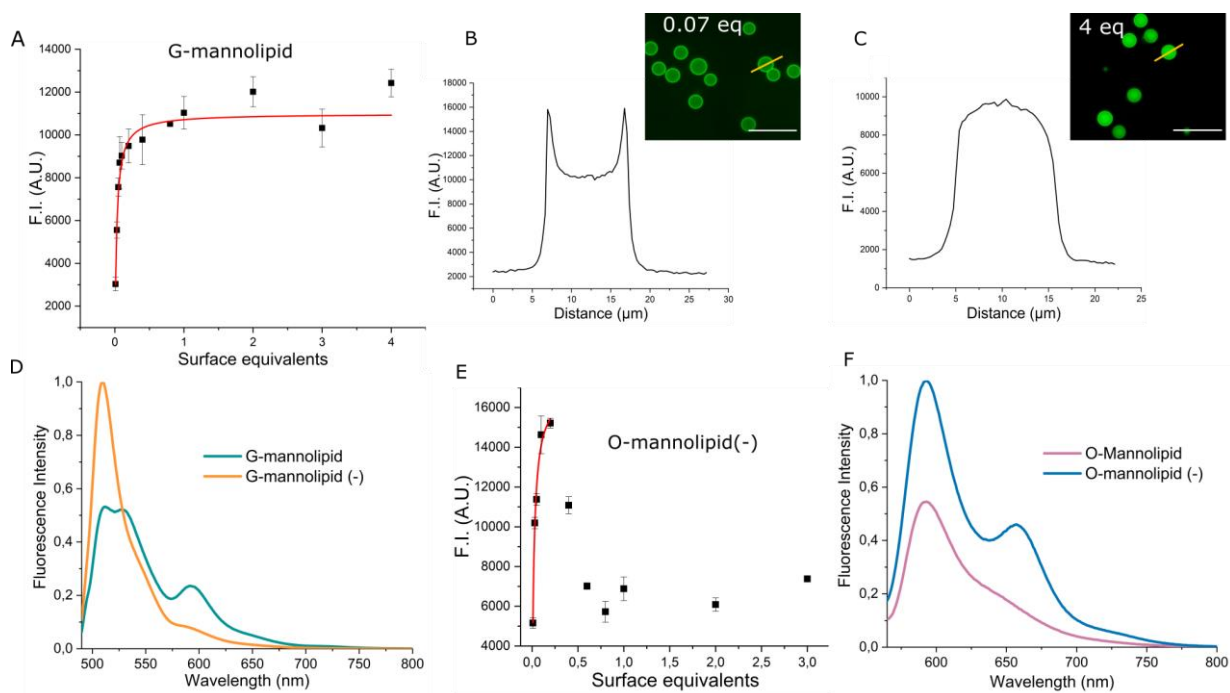 A
G-mannolipid
14000
13000
12000
11000
10000
9000
8000
7000
6000
5000
4000
3000
2000
F.I. (A.U.)
0 1 2 3 4
Surface equivalents
B
0.07 eq
18000
16000
14000
12000
10000
8000
6000
4000
2000
F.I. (A.U.)
0 5 10 15 20 25 30
Distance (μm)
C
4 eq
10000
8000
6000
4000
2000
0
F.I. (A.U.)
0 5 10 15 20
Distance (μm)
D
1,0
0,8
0,6
0,4
0,2
0,0
Fluorescence Intensity
G-mannolipid
G-mannolipid (-)
500 550 600 650 700 750 800
Wavelength (nm)
E
O-mannolipid(-)
16000
14000
12000
10000
8000
6000
4000
F.I. (A.U.)
0,0 0,5 1,0 1,5 2,0 2,5 3,0
Surface equivalents
F
1,0
0,8
0,6
0,4
0,2
0,0
Fluorescence Intensity
O-Mannolipid
O-mannolipid (-)
600 650 700 750 800
Wavelength (nm)